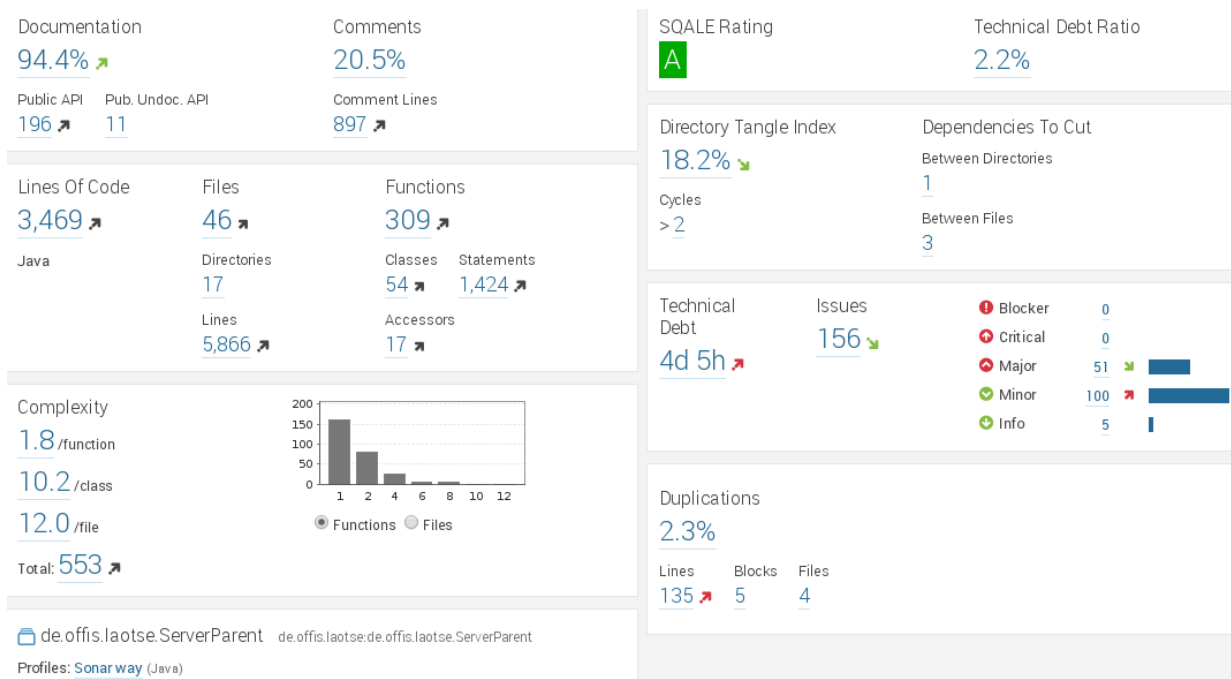 Documentation
94.4%
Public API
196
Pub. Undoc. API
11
Comments
20.5%
Comment Lines
897
Lines Of Code
3,469
Java
Files
46
Directories
17
Lines
5,866
Functions
309
Classes
54
Statements
1,424
Accessors
17
Complexity
1.8 /function
10.2 /class
12.0 /file
Total: 553
200
150
100
50
0
1 2 4 6 8 10 12
Functions Files
de.offis.laotse.ServerParent de.offis.laotse:de.offis.laotse.ServerParent
Profiles: Sonar way (Java)
SQALE Rating
A
Technical Debt Ratio
2.2%
Directory Tangle Index
18.2%
Cycles
> 2
Dependencies To Cut
Between Directories
1
Between Files
3
Technical
Debt
4d 5h
Issues
156
Blocker 0
Critical 0
Major 51
Minor 100
Info 5
Duplications
2.3%
Lines
135
Blocks
5
Files
4